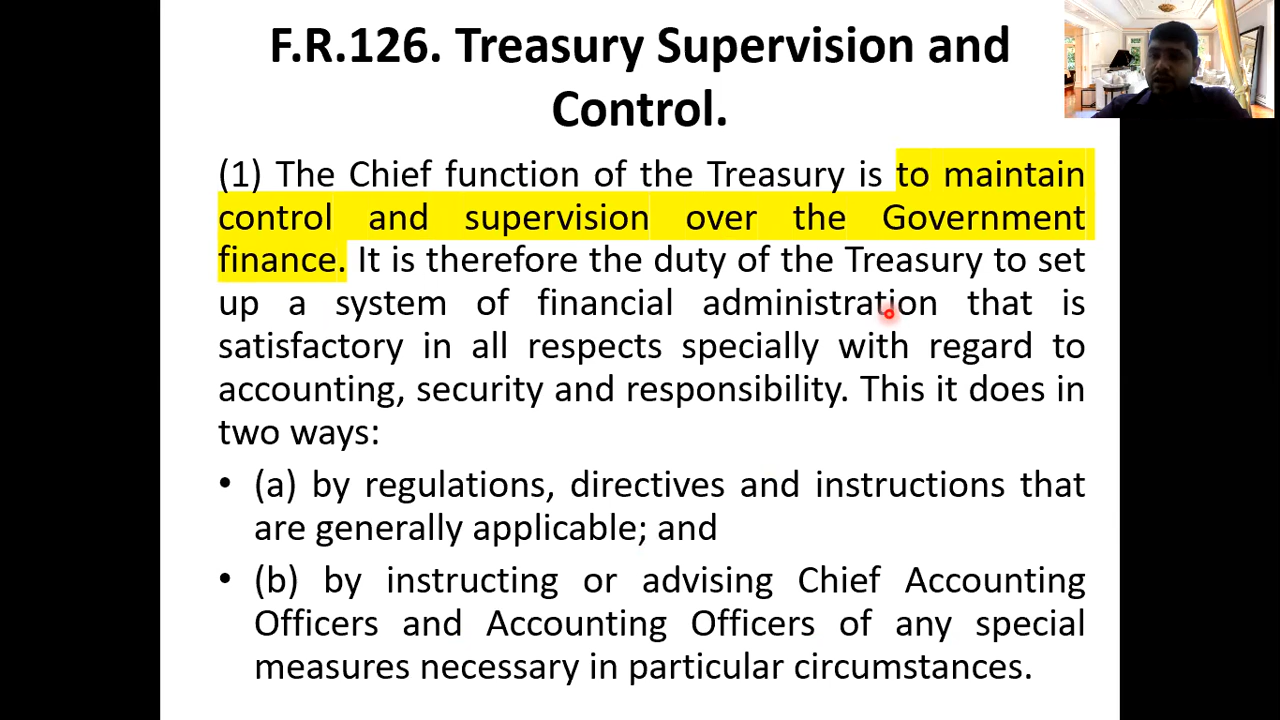 F.R.126. Treasury Supervision and
Control.
(1) The Chief function of the Treasury is to maintain
control and supervision over the Government
finance. It is therefore the duty of the Treasury to set
up a system of financial administration that is
satisfactory in all respects specially with regard to
accounting, security and responsibility. This it does in
two ways:
• (a) by regulations, directives and instructions that
are generally applicable; and
• (b) by instructing or advising Chief Accounting
Officers and Accounting Officers of any special
measures necessary in particular circumstances.